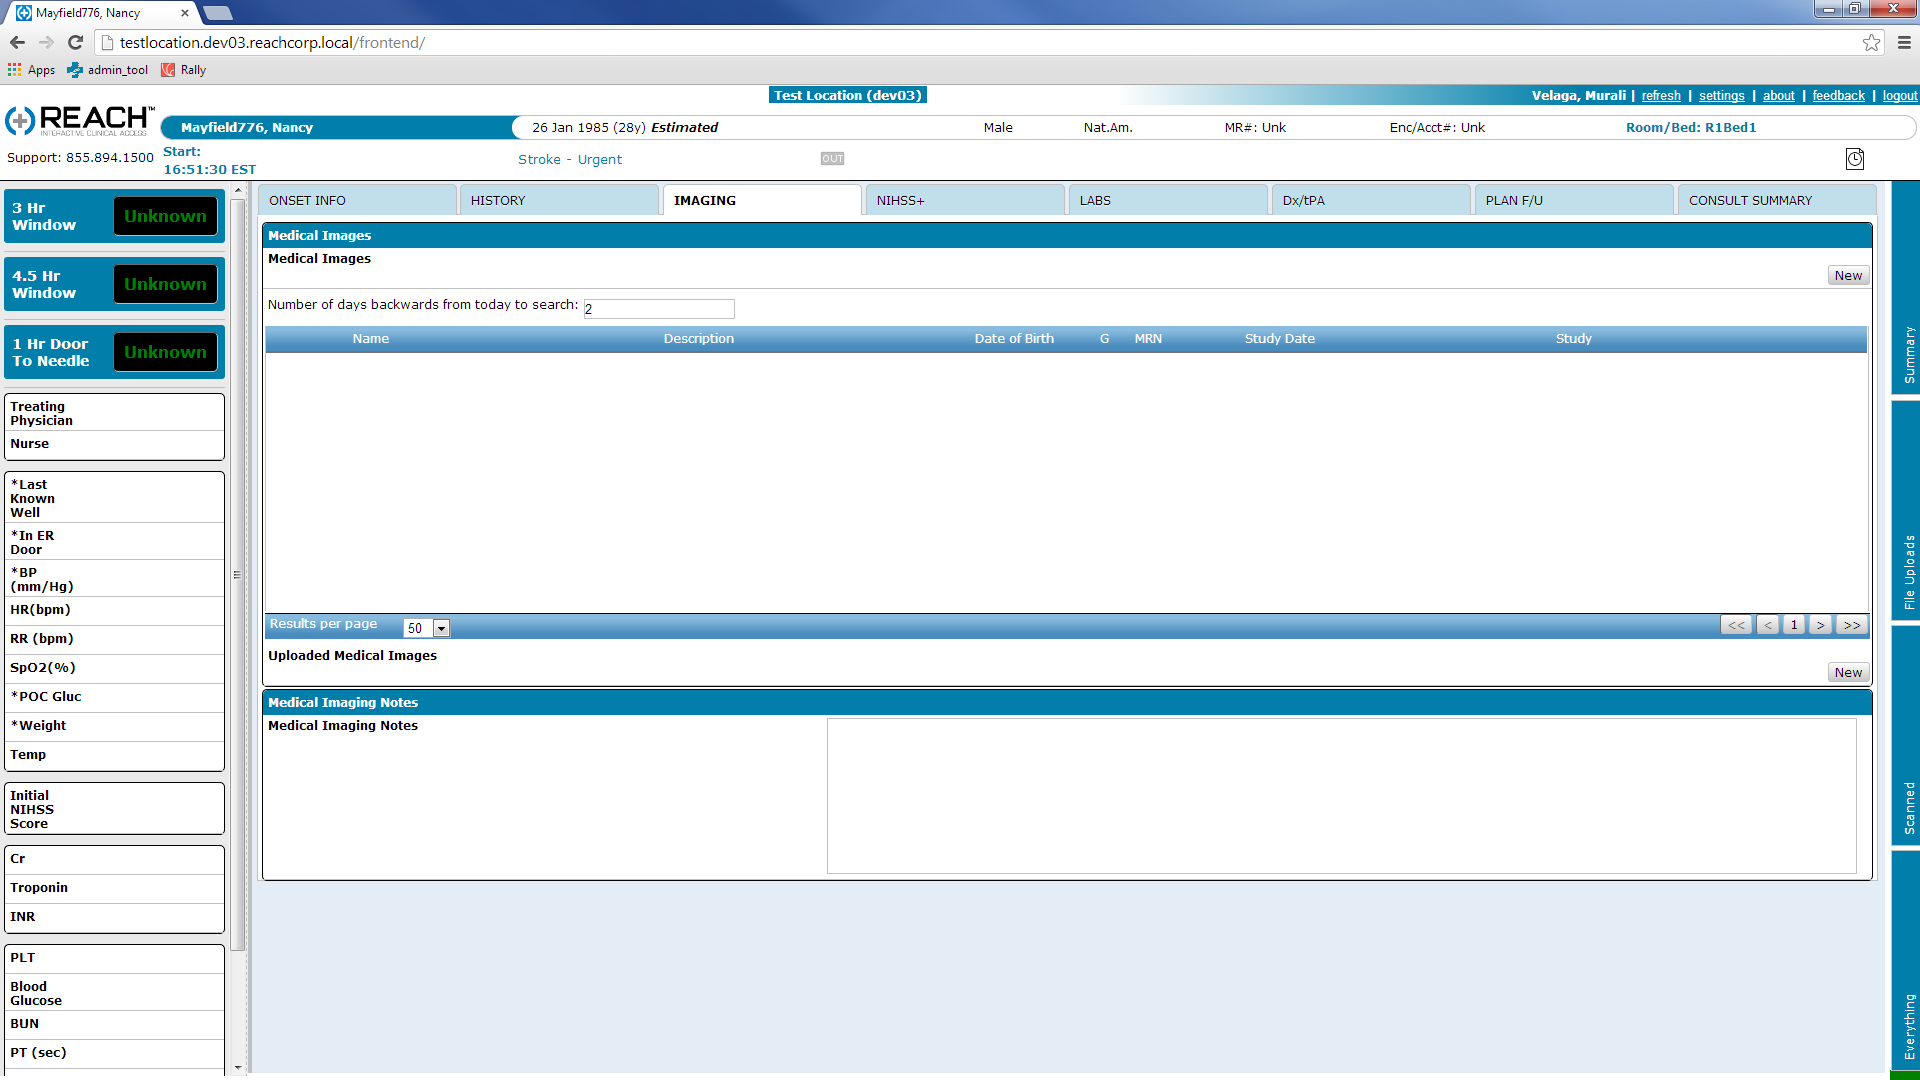 Mayfield776, Nancy
testlocation.dev03.reachcorp.local/frontend/
Apps admin_tool Rally
Test Location (dev03)
Velaga, Murali | refresh | settings | about | feedback | logout
REACH™
INTERACTIVE CLINICAL ACCESS
Mayfield776, Nancy 26 Jan 1985 (28y) Estimated Male Nat.Am. MR#: Unk Enc/Acct#: Unk Room/Bed: R1Bed1
Support: 855.894.1500
Start:
16:51:30 EST
Stroke - Urgent
OUT
3 Hr
Window
Unknown
4.5 Hr
Window
Unknown
1 Hr Door
To Needle
Unknown
Treating
Physician
Nurse
*Last
Known
Well
*In ER
Door
*BP
(mm/Hg)
HR(bpm)
RR (bpm)
SpO2(%)
*POC Gluc
*Weight
Temp
Initial
NIHSS
Score
Cr
Troponin
INR
PLT
Blood
Glucose
BUN
PT (sec)
ONSET INFO HISTORY IMAGING NIHSS+ LABS Dx/tPA PLAN F/U CONSULT SUMMARY
Medical Images
Medical Images
New
Number of days backwards from today to search: 2
Name Description Date of Birth G MRN Study Date Study
Results per page 50 << < 1 > >>
Uploaded Medical Images
New
Medical Imaging Notes
Medical Imaging Notes
Summary
File Uploads
Scanned
Everything